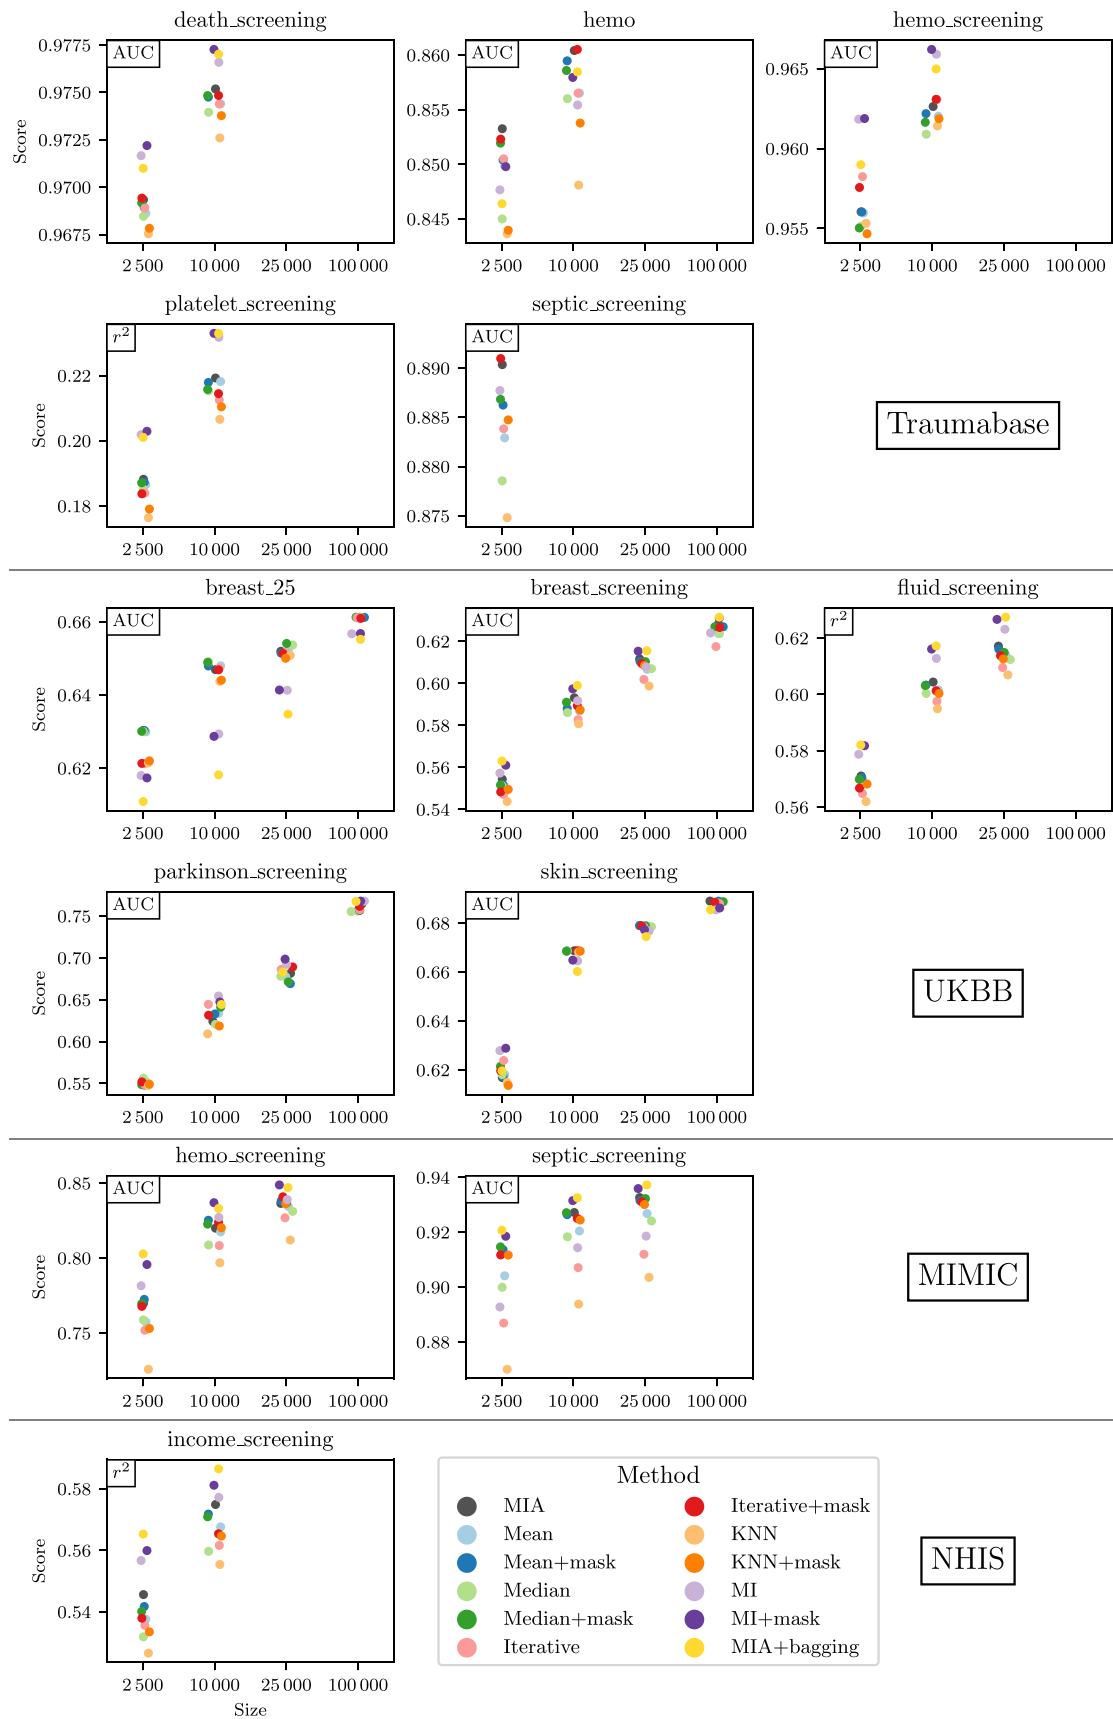 death_screening
AUC
0.9775
0.9750
0.9725
0.9700
0.9675
Score
2 500 10 000 25 000 100 000
hemo
AUC
0.860
0.855
0.850
0.845
2 500 10 000 25 000 100 000
hemo_screening
AUC
0.965
0.960
0.955
2 500 10 000 25 000 100 000
platelet_screening
r²
0.22
0.20
0.18
Score
2 500 10 000 25 000 100 000
septic_screening
AUC
0.890
0.885
0.880
0.875
2 500 10 000 25 000 100 000
Traumabase
breast_25
AUC
0.66
0.64
0.62
Score
2 500 10 000 25 000 100 000
breast_screening
AUC
0.62
0.60
0.58
0.56
0.54
2 500 10 000 25 000 100 000
fluid_screening
r²
0.62
0.60
0.58
0.56
2 500 10 000 25 000 100 000
parkinson_screening
AUC
0.75
0.70
0.65
0.60
0.55
Score
2 500 10 000 25 000 100 000
skin_screening
AUC
0.68
0.66
0.64
0.62
2 500 10 000 25 000 100 000
UKBB
hemo_screening
AUC
0.85
0.80
0.75
Score
2 500 10 000 25 000 100 000
septic_screening
AUC
0.94
0.92
0.90
0.88
2 500 10 000 25 000 100 000
MIMIC
income_screening
r²
0.58
0.56
0.54
Score
2 500 10 000 25 000 100 000
Size
Method
MIA
Mean
Mean+mask
Median
Median+mask
Iterative
Iterative+mask
KNN
KNN+mask
MI
MI+mask
MIA+bagging
NHIS